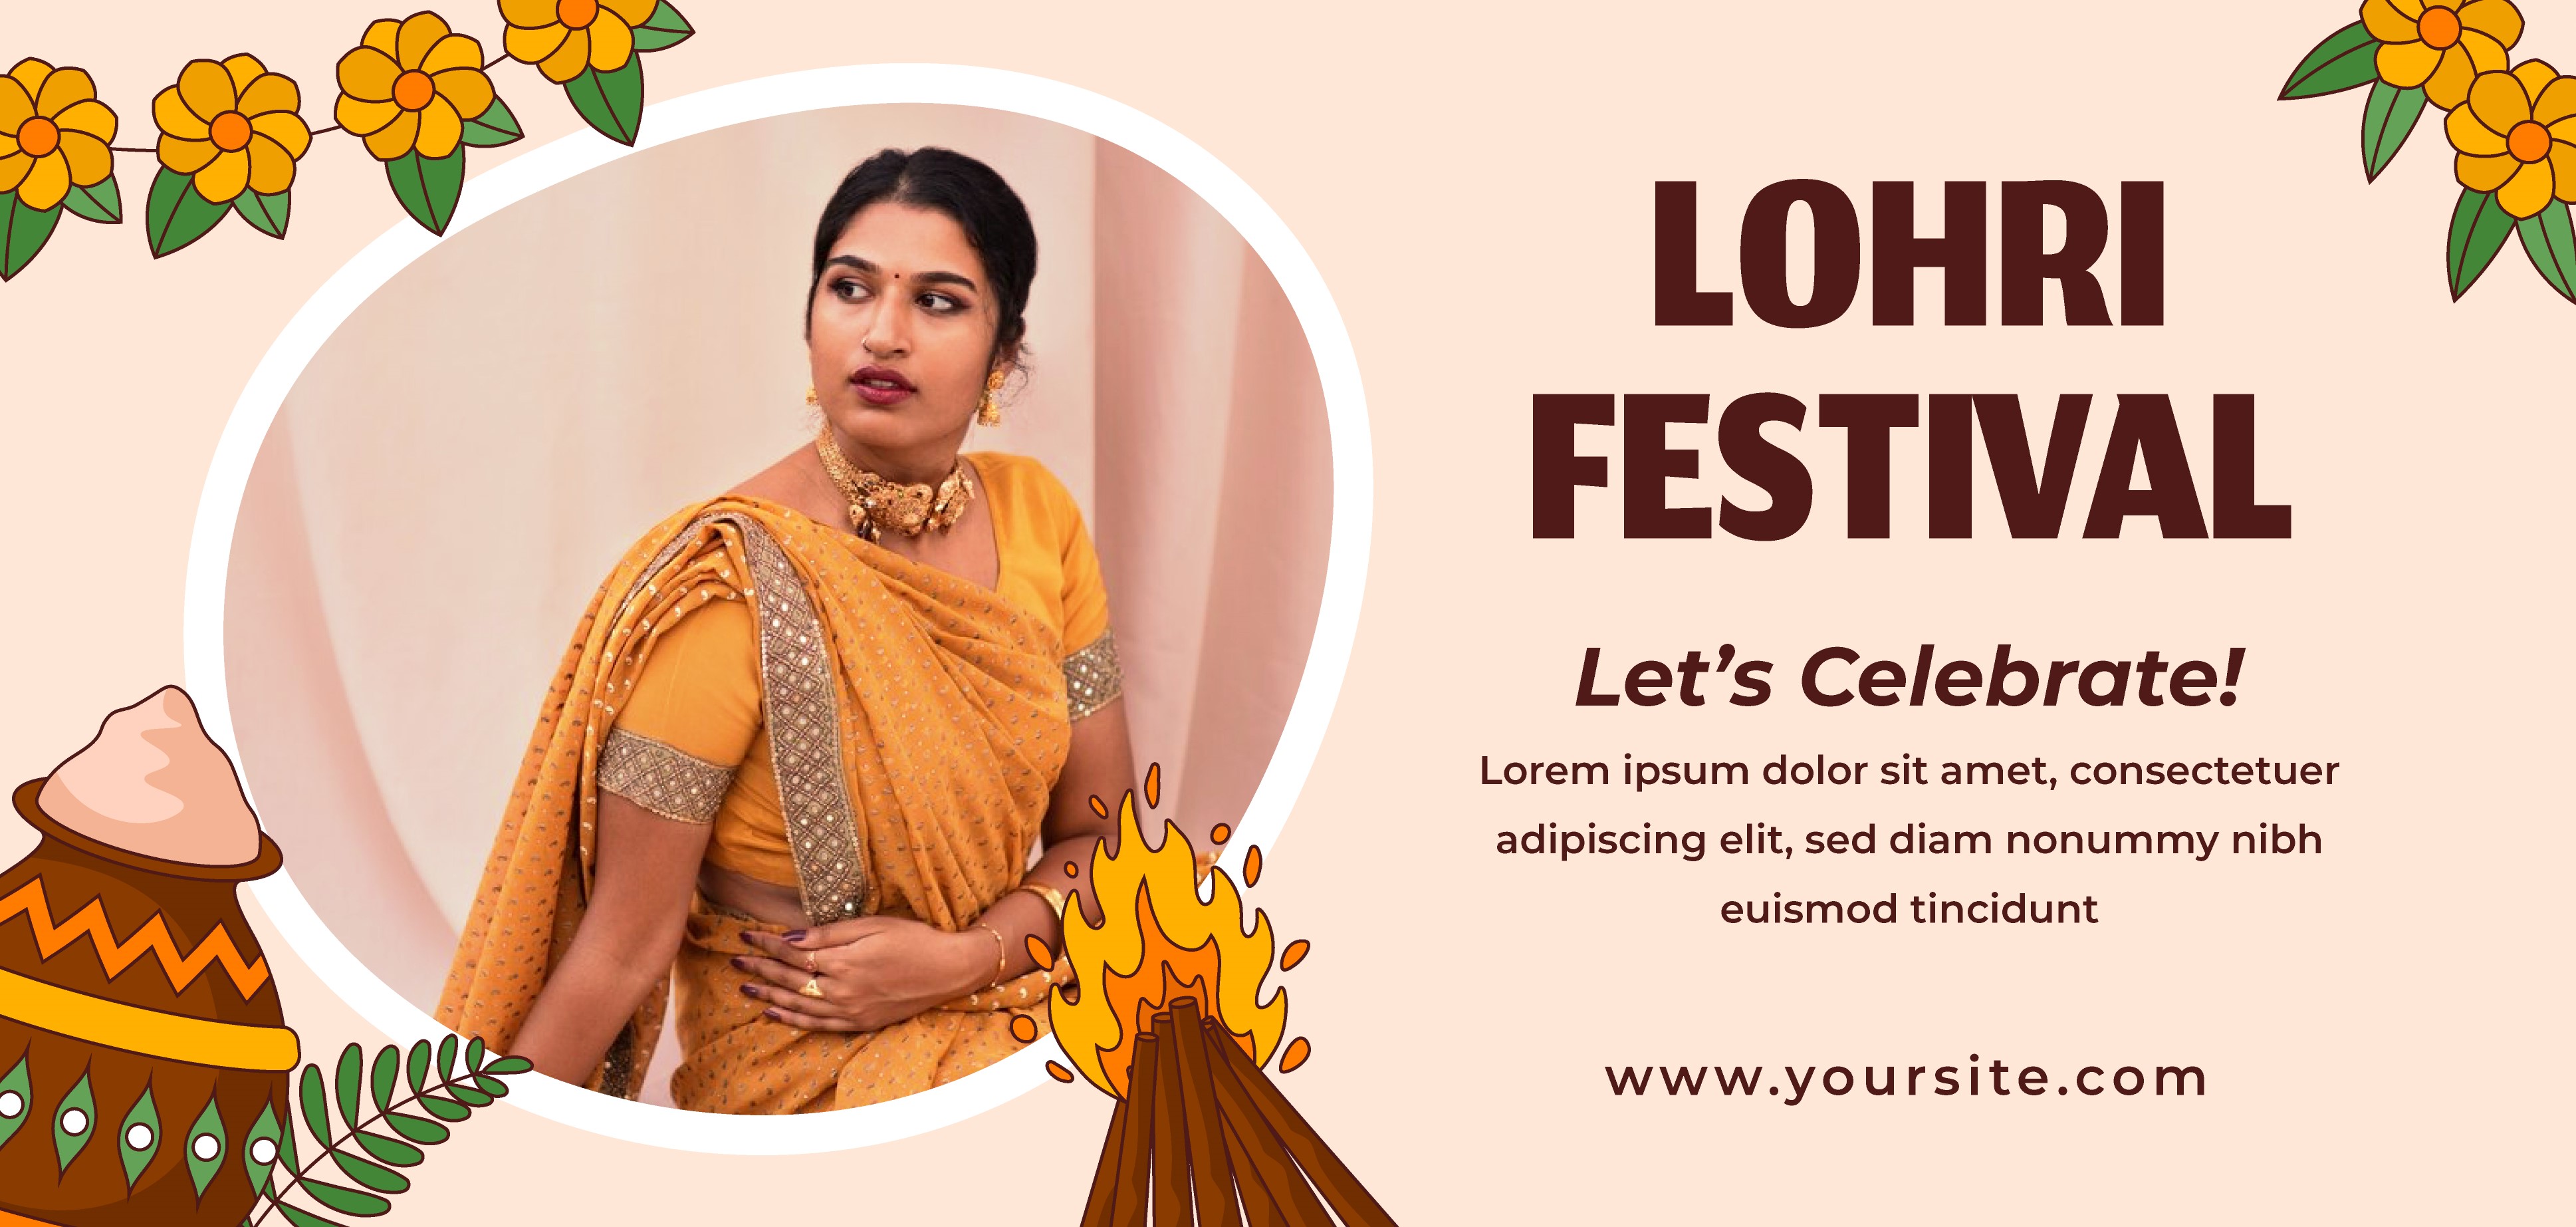 LOHRI
FESTIVAL
Let’s Celebrate!
Lorem ipsum dolor sit amet, consectetuer
adipiscing elit, sed diam nonummy nibh
euismod tincidunt
www.yoursite.com